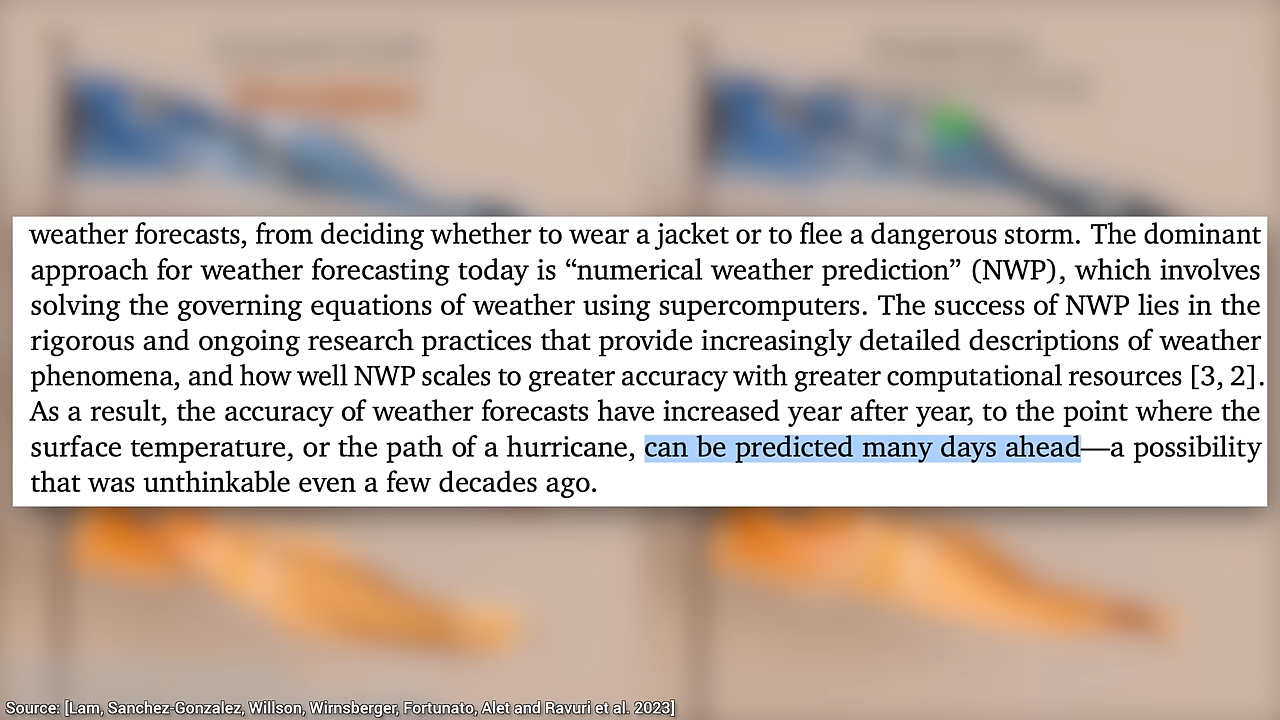 weather forecasts, from deciding whether to wear a jacket or to flee a dangerous storm. The dominant
approach for weather forecasting today is “numerical weather prediction” (NWP), which involves
solving the governing equations of weather using supercomputers. The success of NWP lies in the
rigorous and ongoing research practices that provide increasingly detailed descriptions of weather
phenomena, and how well NWP scales to greater accuracy with greater computational resources [3, 2].
As a result, the accuracy of weather forecasts have increased year after year, to the point where the
surface temperature, or the path of a hurricane, can be predicted many days ahead—a possibility
that was unthinkable even a few decades ago.
Source: [Lam, Sanchez-Gonzalez, Willson, Wirnsberger, Fortunato, Alet and Ravuri et al. 2023]